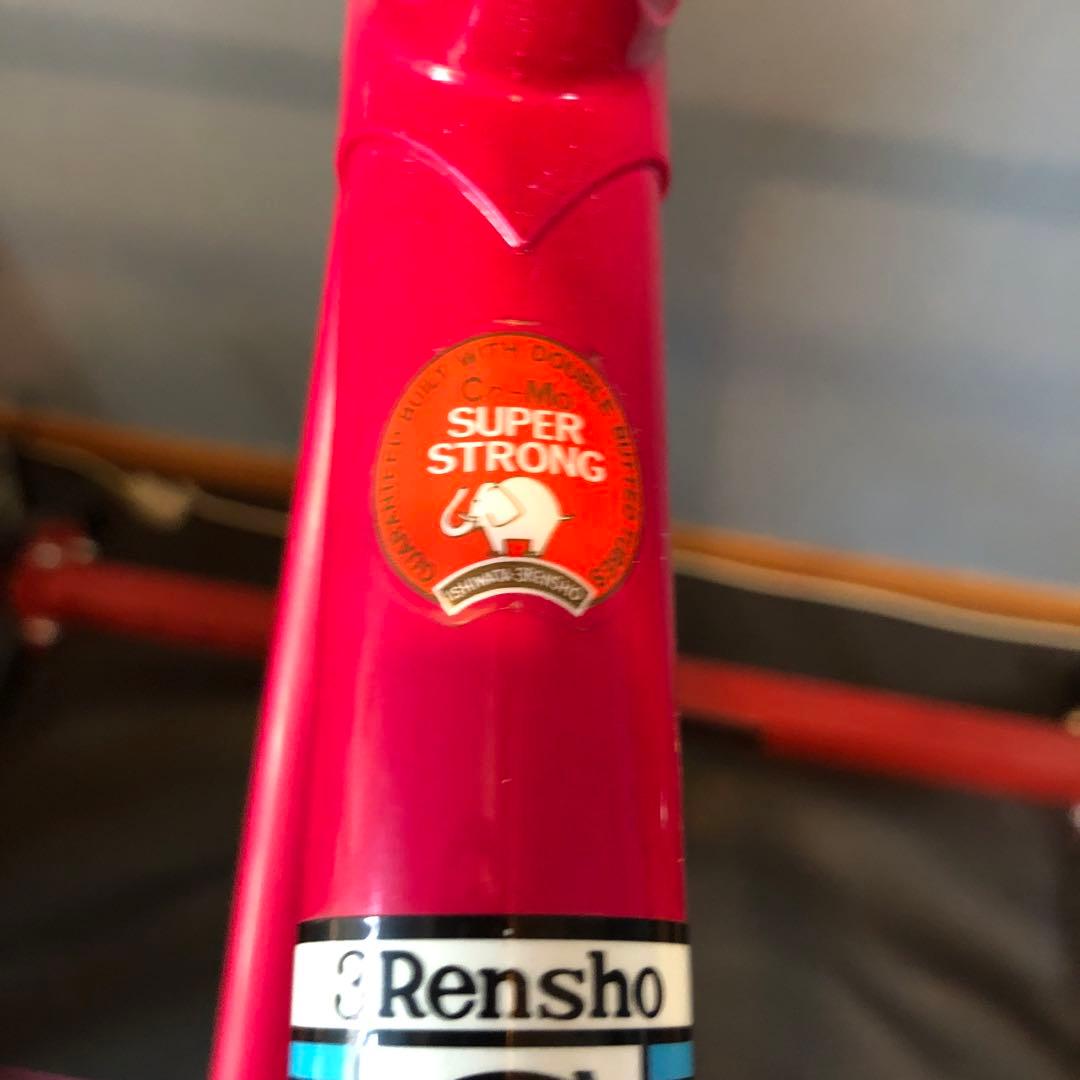 GUARANTEED BUILT WITH DOUBLE BUTTED TUBES
Cr-Mo
SUPER
STRONG
ISHIWATA-3RENSHO
3Rensho